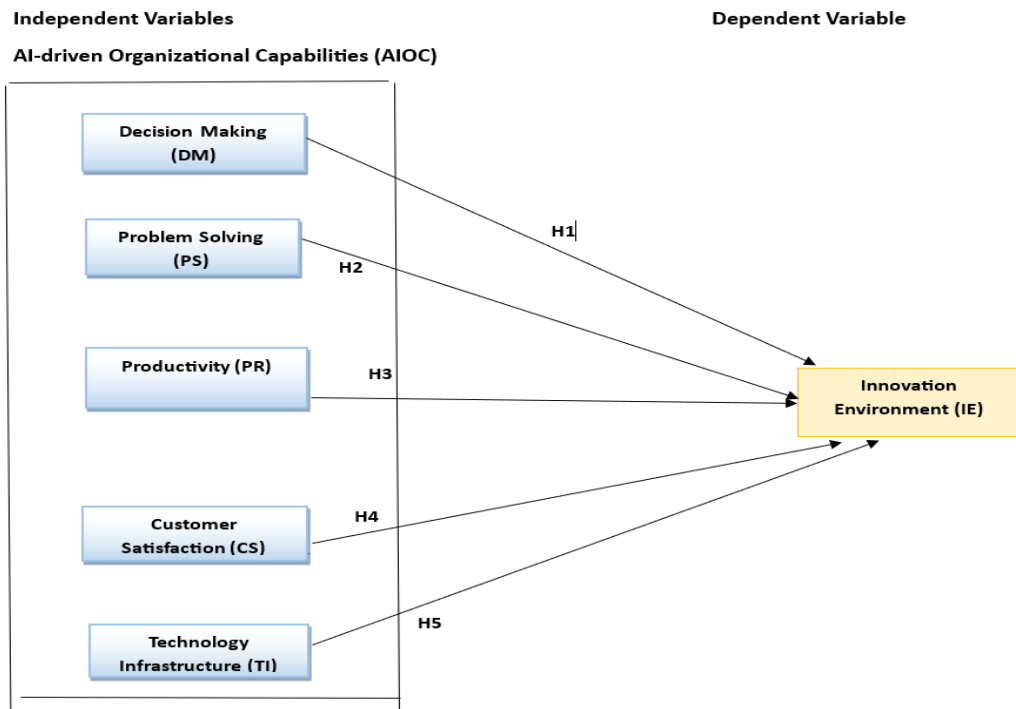 Independent Variables
Dependent Variable
AI-driven Organizational Capabilities (AIOC)
Decision Making
(DM)
H1
Problem Solving
(PS)
H2
Productivity (PR)
H3
Innovation
Environment (IE)
Customer
Satisfaction (CS)
H4
Technology
Infrastructure (TI)
H5